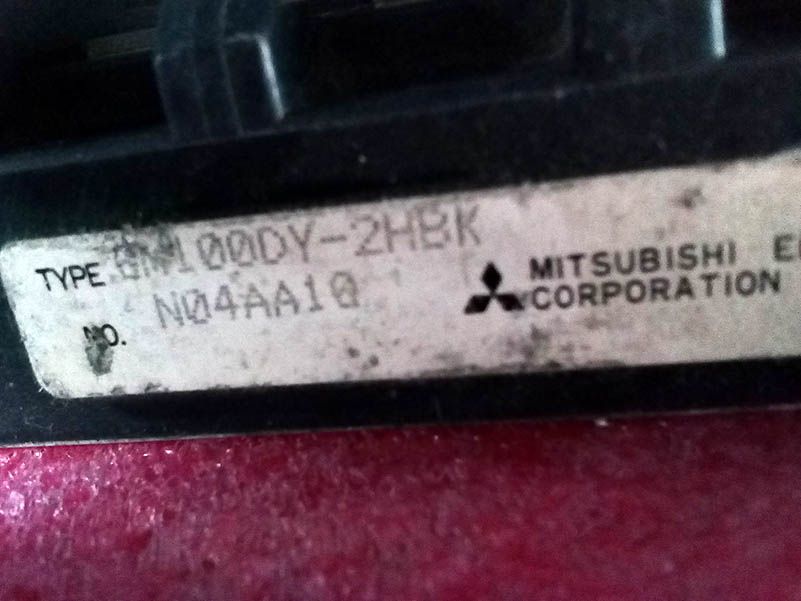 TYPE QM100DY-2HBK
NO. N04AA10
MITSUBISHI
CORPORATION